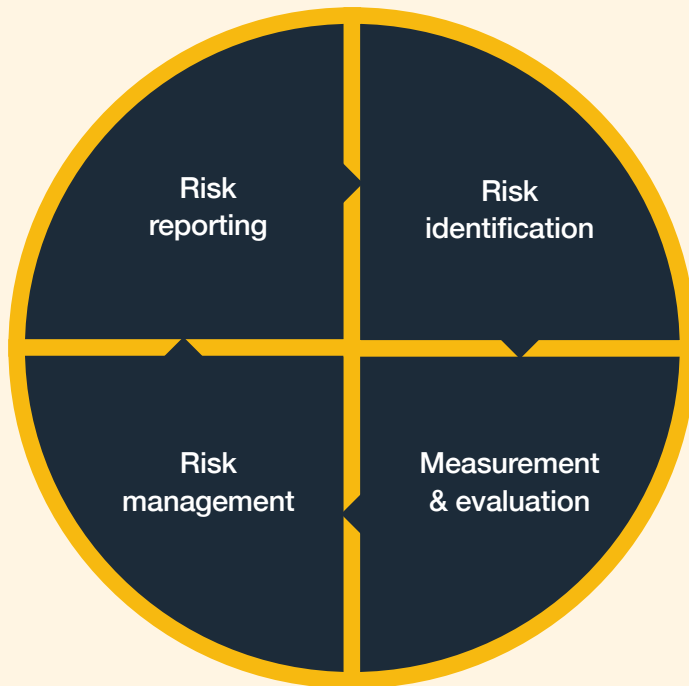 Risk
reporting
Risk
identification
Risk
management
Measurement
& evaluation